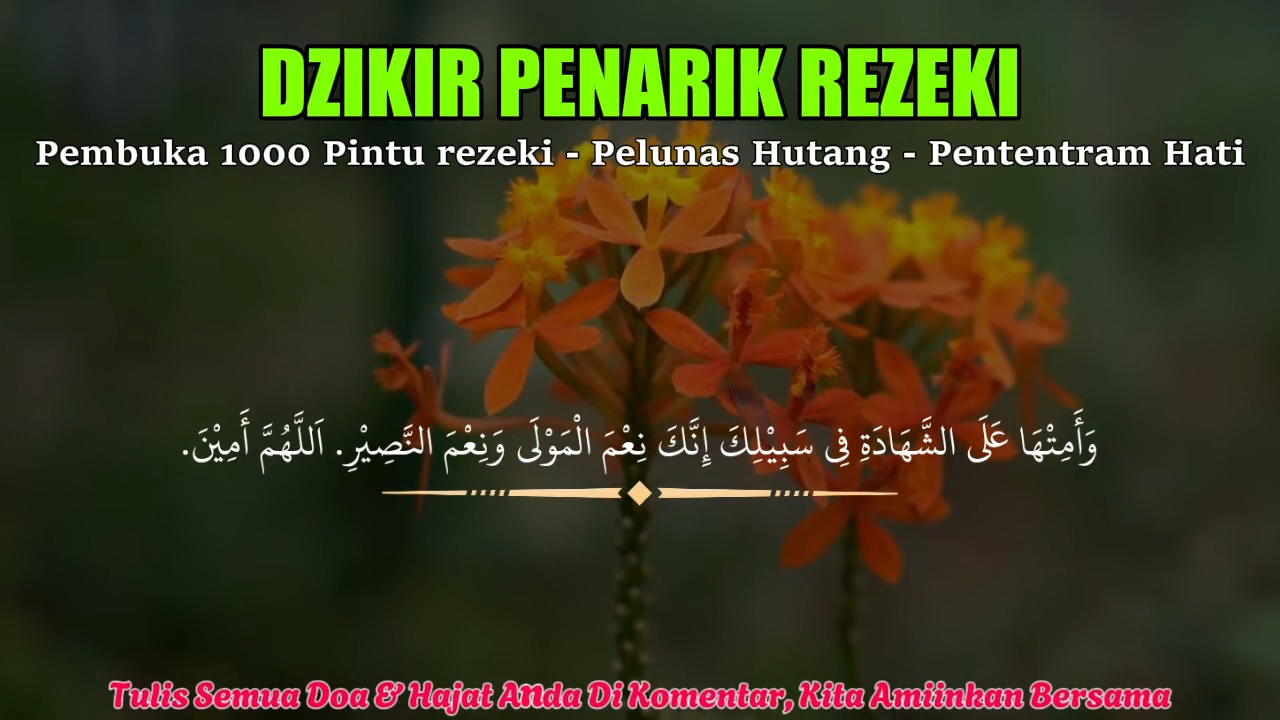 DZIKIR PENARIK REZEKI
Pembuka 1000 Pintu rezeki - Pelunas Hutang - Pententram Hati
وَأَمِتْهَا عَلَى الشَّهَادَةِ فِى سَبِيْلِكَ إِنَّكَ نِعْمَ الْمَوْلَى وَنِعْمَ النَّصِيْرِ. اَللَّهُمَّ أَمِيْنَ.
Tulis Semua Doa & Hajat ANda Di Komentar, Kita Amiinkan Bersama